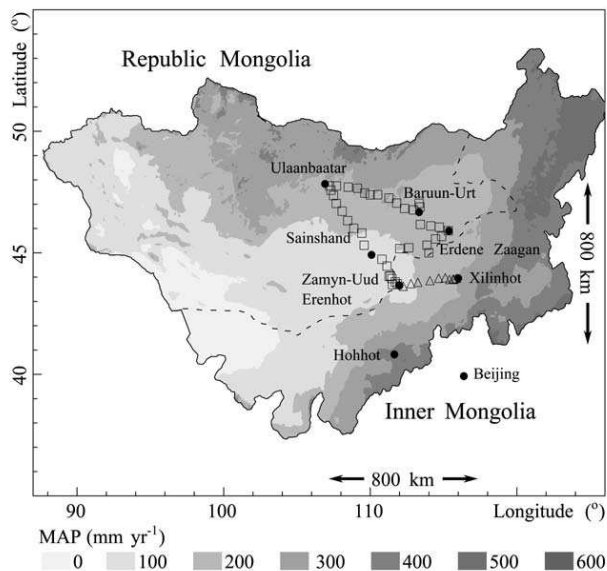 Latitude (°)
Republic Mongolia
50
Ulaanbaatar
Baruun-Urt
Sainshand
Erdene Zaagan
45
Zamyn-Uud
Erenhot
Xilinhot
800 km
Hohhot
40
Beijing
Inner Mongolia
800 km
90 100 110 Longitude (°)
MAP (mm yr⁻¹)
0 100 200 300 400 500 600